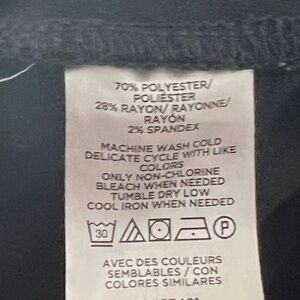 70% POLYESTER/
POLIÉSTER
28% RAYON/ RAYONNE/
RAYÓN
2% SPANDEX
MACHINE WASH COLD
DELICATE CYCLE WITH LIKE
COLORS
ONLY NON-CHLORINE
BLEACH WHEN NEEDED
TUMBLE DRY LOW
COOL IRON WHEN NEEDED
30
P
AVEC DES COULEURS
SEMBLABLES / CON
COLORES SIMILARES